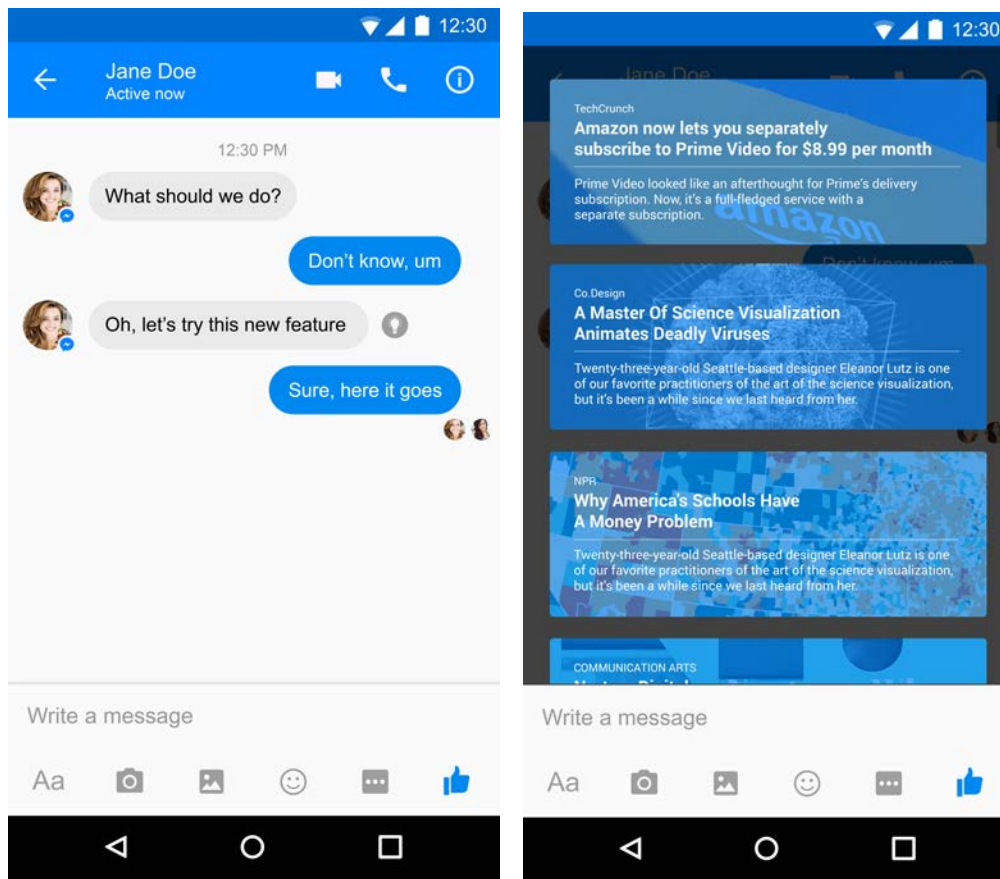 12:30
Jane Doe
Active now
12:30 PM
What should we do?
Don't know, um
Oh, let's try this new feature
Sure, here it goes
Write a message
Aa
12:30
Jane Doe
TechCrunch
Amazon now lets you separately
subscribe to Prime Video for $8.99 per month
Prime Video looked like an afterthought for Prime's delivery
subscription. Now, it's a full-fledged service with a
separate subscription.
amazon
Don't know, um
Co.Design
A Master Of Science Visualization
Animates Deadly Viruses
Twenty-three-year-old Seattle-based designer Eleanor Lutz is one
of our favorite practitioners of the art of the science visualization,
but it's been a while since we last heard from her.
NPR
Why America's Schools Have
A Money Problem
Twenty-three-year-old Seattle-based designer Eleanor Lutz is one
of our favorite practitioners of the art of the science visualization,
but it's been a while since we last heard from her.
COMMUNICATION ARTS
Write a message
Aa